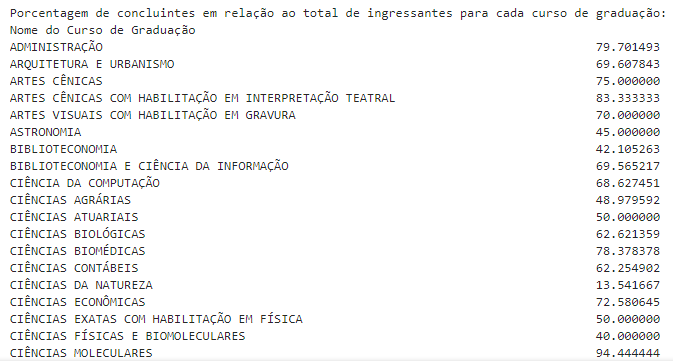 Porcentagem de concluintes em relação ao total de ingressantes para cada curso de graduação:
Nome do Curso de Graduação
ADMINISTRAÇÃO 79.701493
ARQUITETURA E URBANISMO 69.607843
ARTES CÊNICAS 75.000000
ARTES CÊNICAS COM HABILITAÇÃO EM INTERPRETAÇÃO TEATRAL 83.333333
ARTES VISUAIS COM HABILITAÇÃO EM GRAVURA 70.000000
ASTRONOMIA 45.000000
BIBLIOTECONOMIA 42.105263
BIBLIOTECONOMIA E CIÊNCIA DA INFORMAÇÃO 69.565217
CIÊNCIA DA COMPUTAÇÃO 68.627451
CIÊNCIAS AGRÁRIAS 48.979592
CIÊNCIAS ATUARIAIS 50.000000
CIÊNCIAS BIOLÓGICAS 62.621359
CIÊNCIAS BIOMÉDICAS 78.378378
CIÊNCIAS CONTÁBEIS 62.254902
CIÊNCIAS DA NATUREZA 13.541667
CIÊNCIAS ECONÔMICAS 72.580645
CIÊNCIAS EXATAS COM HABILITAÇÃO EM FÍSICA 50.000000
CIÊNCIAS FÍSICAS E BIOMOLECULARES 40.000000
CIÊNCIAS MOLECULARES 94.444444